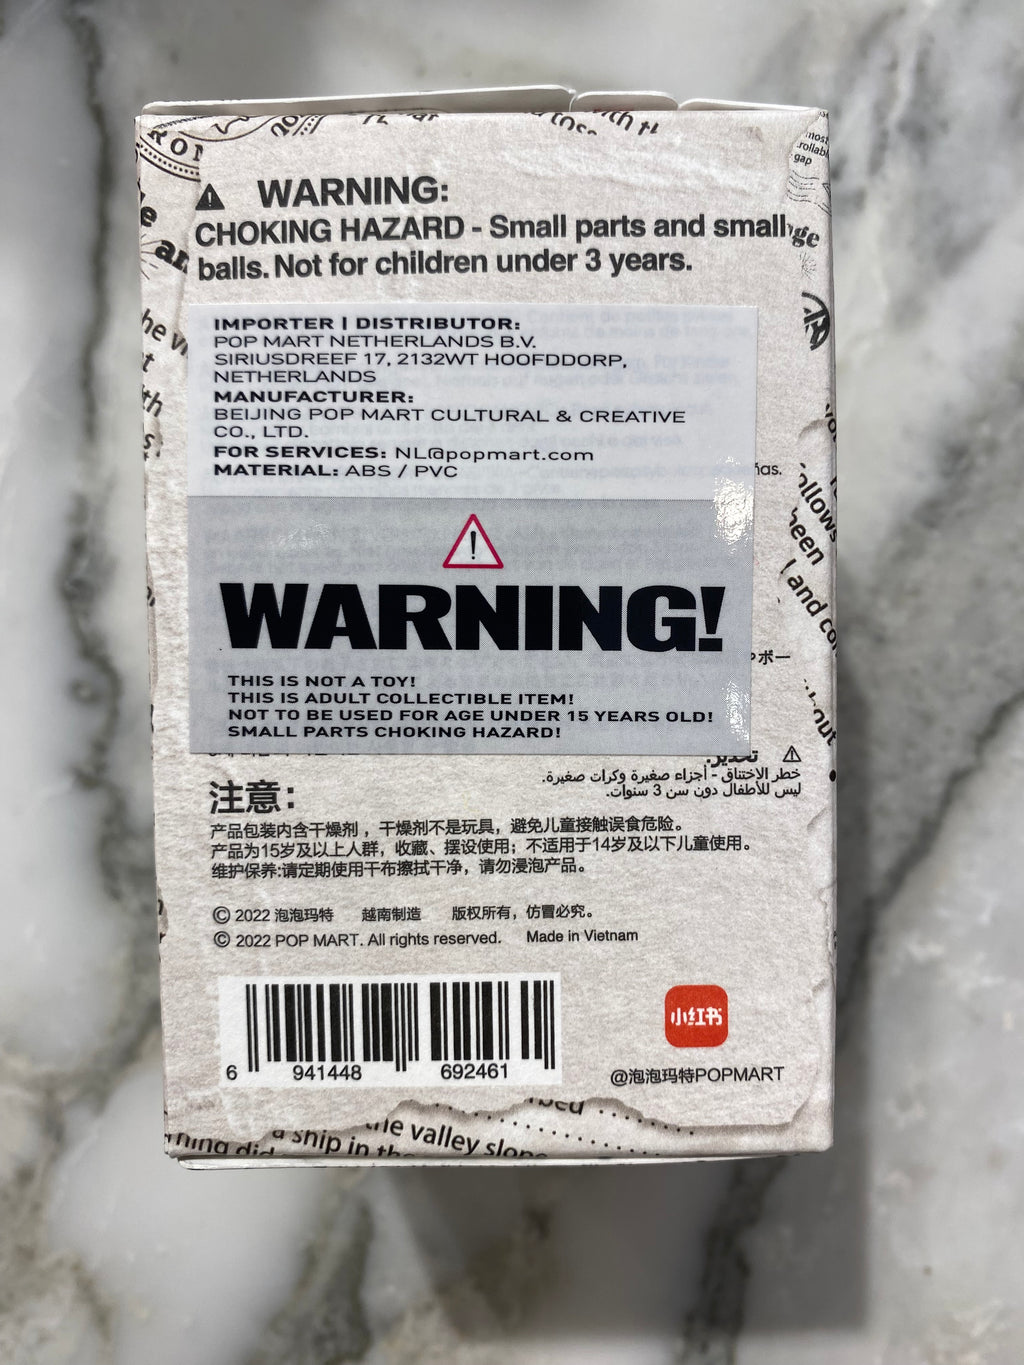 WARNING:
CHOKING HAZARD - Small parts and small
balls. Not for children under 3 years.
IMPORTER | DISTRIBUTOR:
POP MART NETHERLANDS B.V.
SIRIUSDREEF 17, 2132WT HOOFDDORP,
NETHERLANDS
MANUFACTURER:
BEIJING POP MART CULTURAL & CREATIVE
CO., LTD.
FOR SERVICES: NL@popmart.com
MATERIAL: ABS / PVC
WARNING!
THIS IS NOT A TOY!
THIS IS ADULT COLLECTIBLE ITEM!
NOT TO BE USED FOR AGE UNDER 15 YEARS OLD!
SMALL PARTS CHOKING HAZARD!
تحذير:
خطر الاختناق - أجزاء صغيرة وكرات صغيرة.
ليس للأطفال دون سن 3 سنوات.
注意：
产品包装内含干燥剂，干燥剂不是玩具，避免儿童接触误食危险。
产品为15岁及以上人群，收藏、摆设使用；不适用于14岁及以下儿童使用。
维护保养:请定期使用干布擦拭干净，请勿浸泡产品。
© 2022 泡泡玛特 越南制造 版权所有，仿冒必究。
© 2022 POP MART. All rights reserved. Made in Vietnam
6 941448 692461
小红书
@泡泡玛特POPMART
the valley slope
a ship in the